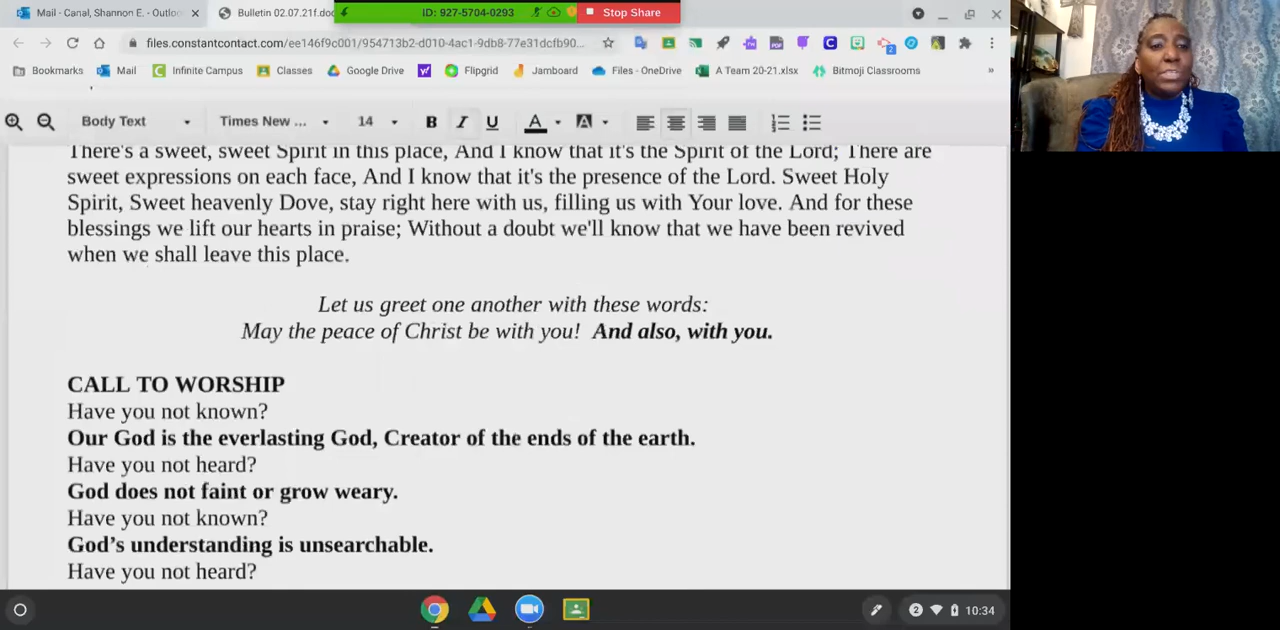 Mail - Canal, Shannon E. - Outloo
Bulletin 02.07.21f.doc
ID: 927-5704-0293
Stop Share
files.constantcontact.com/ee146f9c001/954713b2-d010-4ac1-9db8-77e31dcfb90...
Bookmarks
Mail
Infinite Campus
Classes
Google Drive
Flipgrid
Jamboard
Files - OneDrive
A Team 20-21.xlsx
Bitmoji Classrooms
»
Body Text
Times New ...
14
B I U A A
There's a sweet, sweet Spirit in this place, And I know that it's the Spirit of the Lord; There are
sweet expressions on each face, And I know that it's the presence of the Lord. Sweet Holy
Spirit, Sweet heavenly Dove, stay right here with us, filling us with Your love. And for these
blessings we lift our hearts in praise; Without a doubt we'll know that we have been revived
when we shall leave this place.
Let us greet one another with these words:
May the peace of Christ be with you! And also, with you.
CALL TO WORSHIP
Have you not known?
Our God is the everlasting God, Creator of the ends of the earth.
Have you not heard?
God does not faint or grow weary.
Have you not known?
God’s understanding is unsearchable.
Have you not heard?
2
10:34